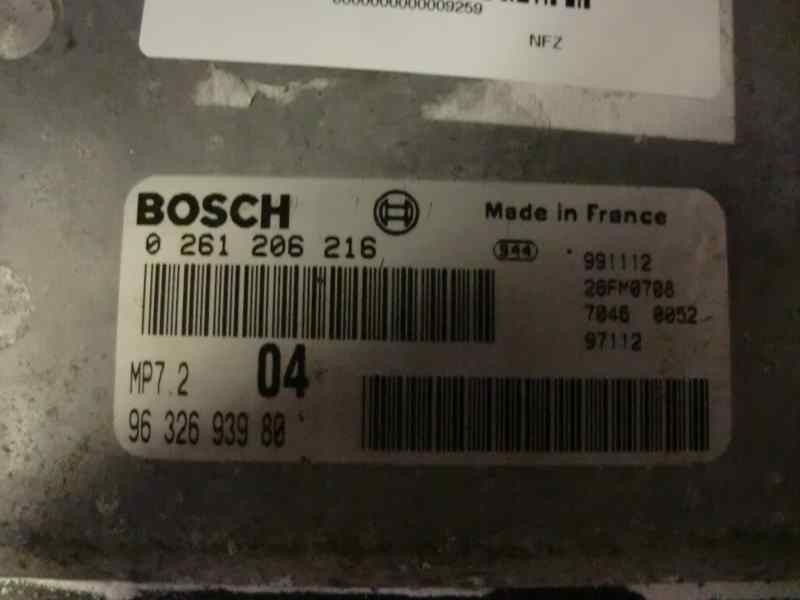 0000000000009259
NFZ
BOSCH
Made in France
0 261 206 216
944
991112
26FM0708
7046 0052
97112
MP7.2 04
96 326 939 80